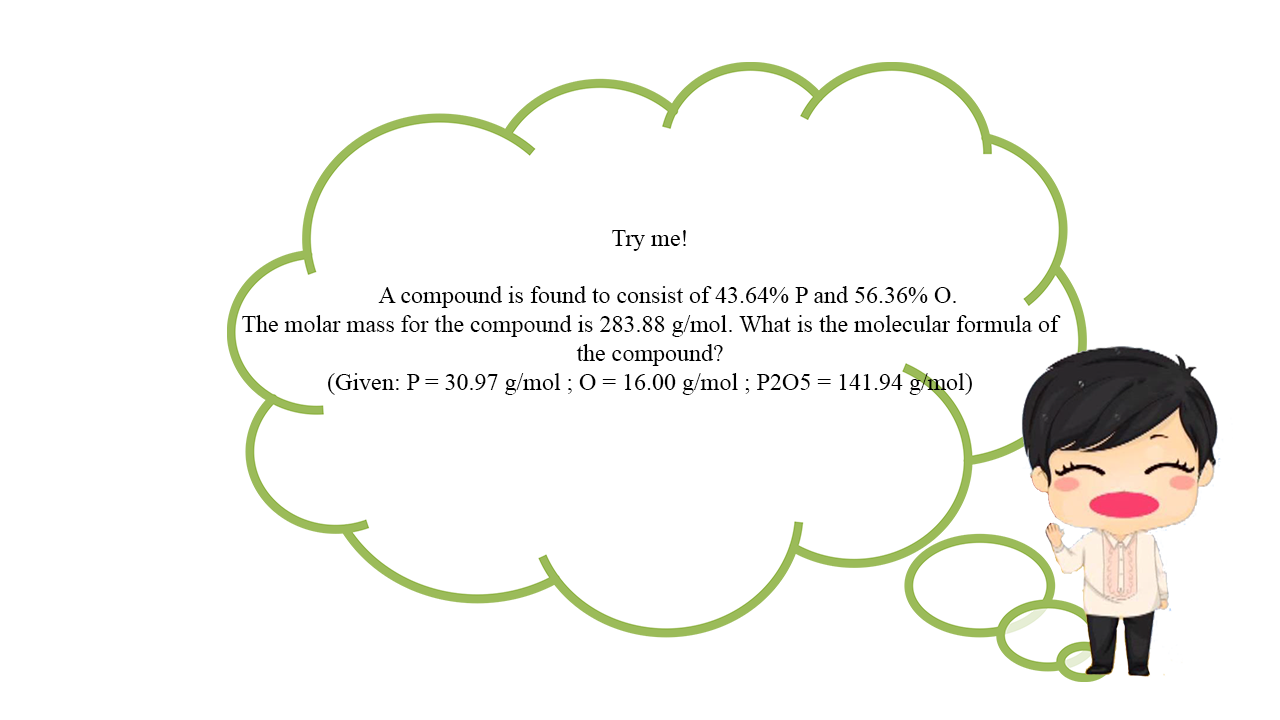 Try me!
A compound is found to consist of 43.64% P and 56.36% O.
The molar mass for the compound is 283.88 g/mol. What is the molecular formula of
the compound?
(Given: P = 30.97 g/mol ; O = 16.00 g/mol ; P2O5 = 141.94 g/mol)